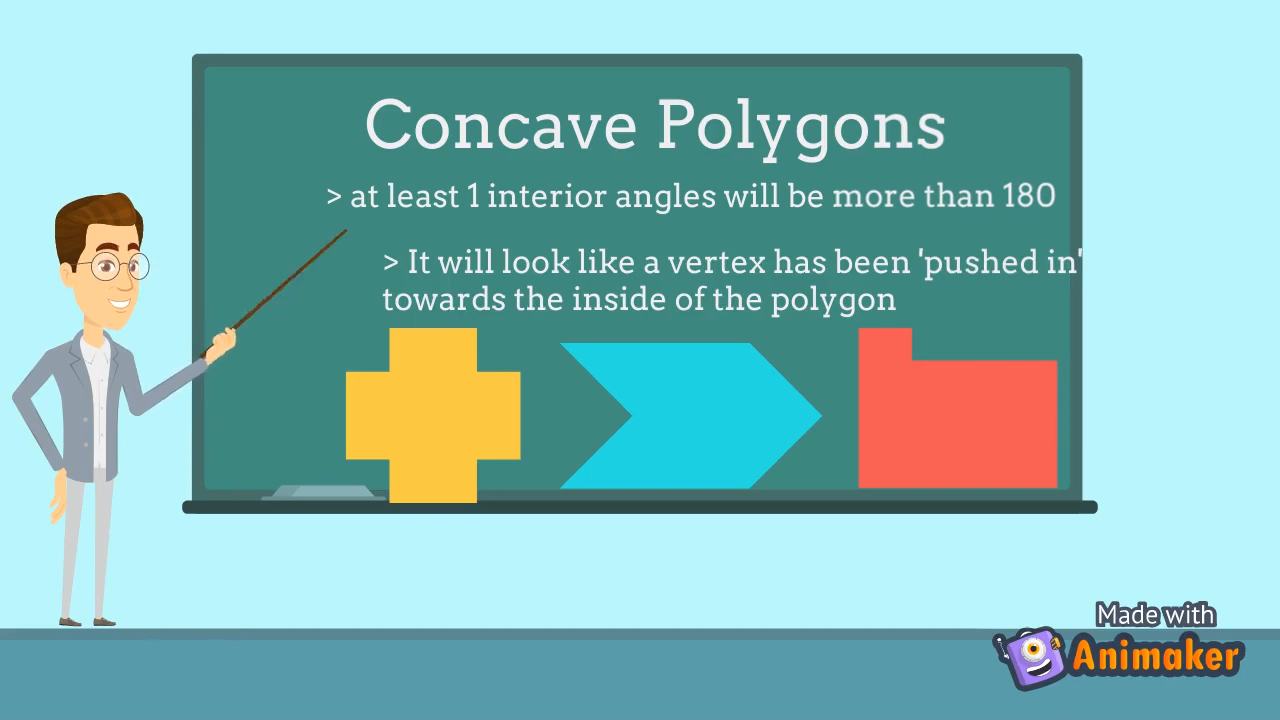 Concave Polygons
> at least 1 interior angles will be more than 180
> It will look like a vertex has been 'pushed in'
towards the inside of the polygon
Made with
Animaker